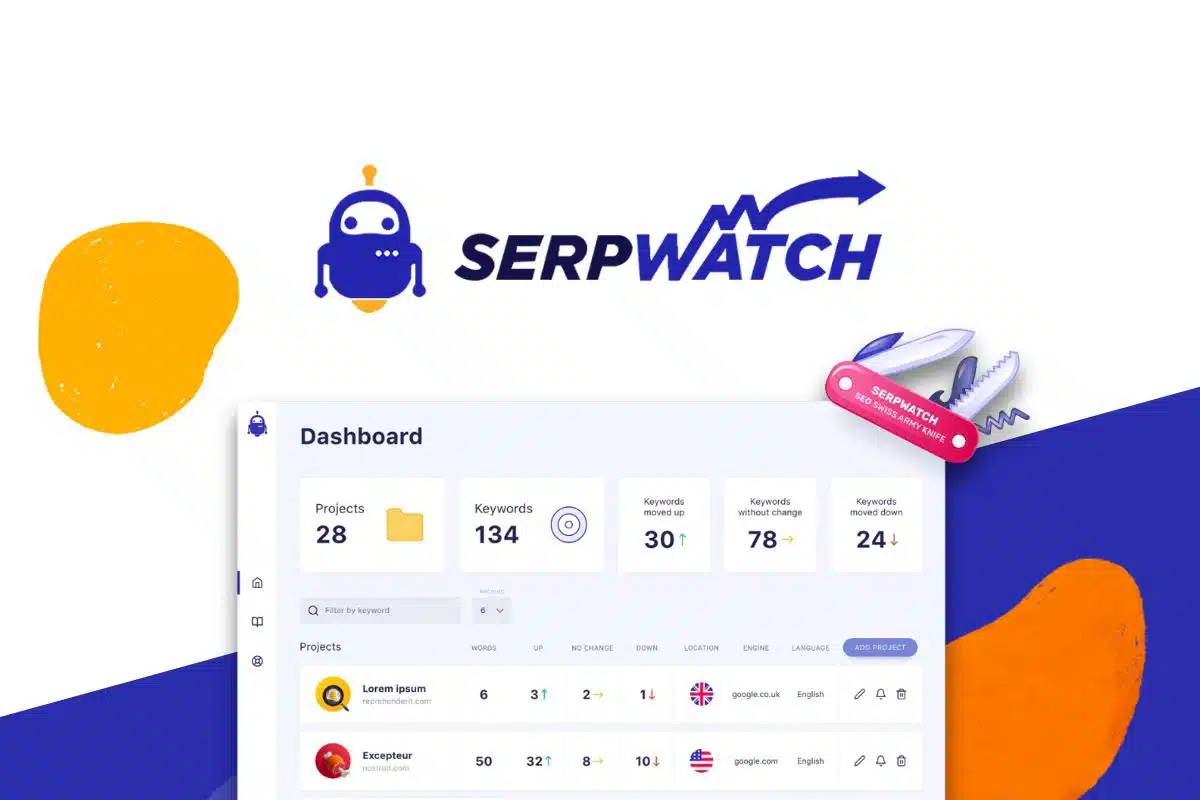 SERPWATCH
SERPWATCH
SEO SWISS ARMY KNIFE
Dashboard
Projects
28
Keywords
134
Keywords
moved up
30↑
Keywords
without change
78→
Keywords
moved down
24↓
Filter by keyword
6
Projects WORDS UP NO CHANGE DOWN LOCATION ENGINE LANGUAGE ADD PROJECT
Lorem ipsum
reprehenderit.com
6 3↑ 2→ 1↓ google.co.uk English
Excepteur
nostrud.com
50 32↑ 8→ 10↓ google.com English